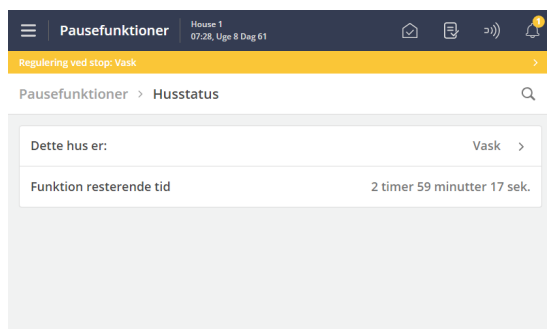 Pausefunktioner
House 1
07:28, Uge 8 Dag 61
1
Regulering ved stop: Vask
Pausefunktioner > Husstatus
Dette hus er: Vask
Funktion resterende tid 2 timer 59 minutter 17 sek.